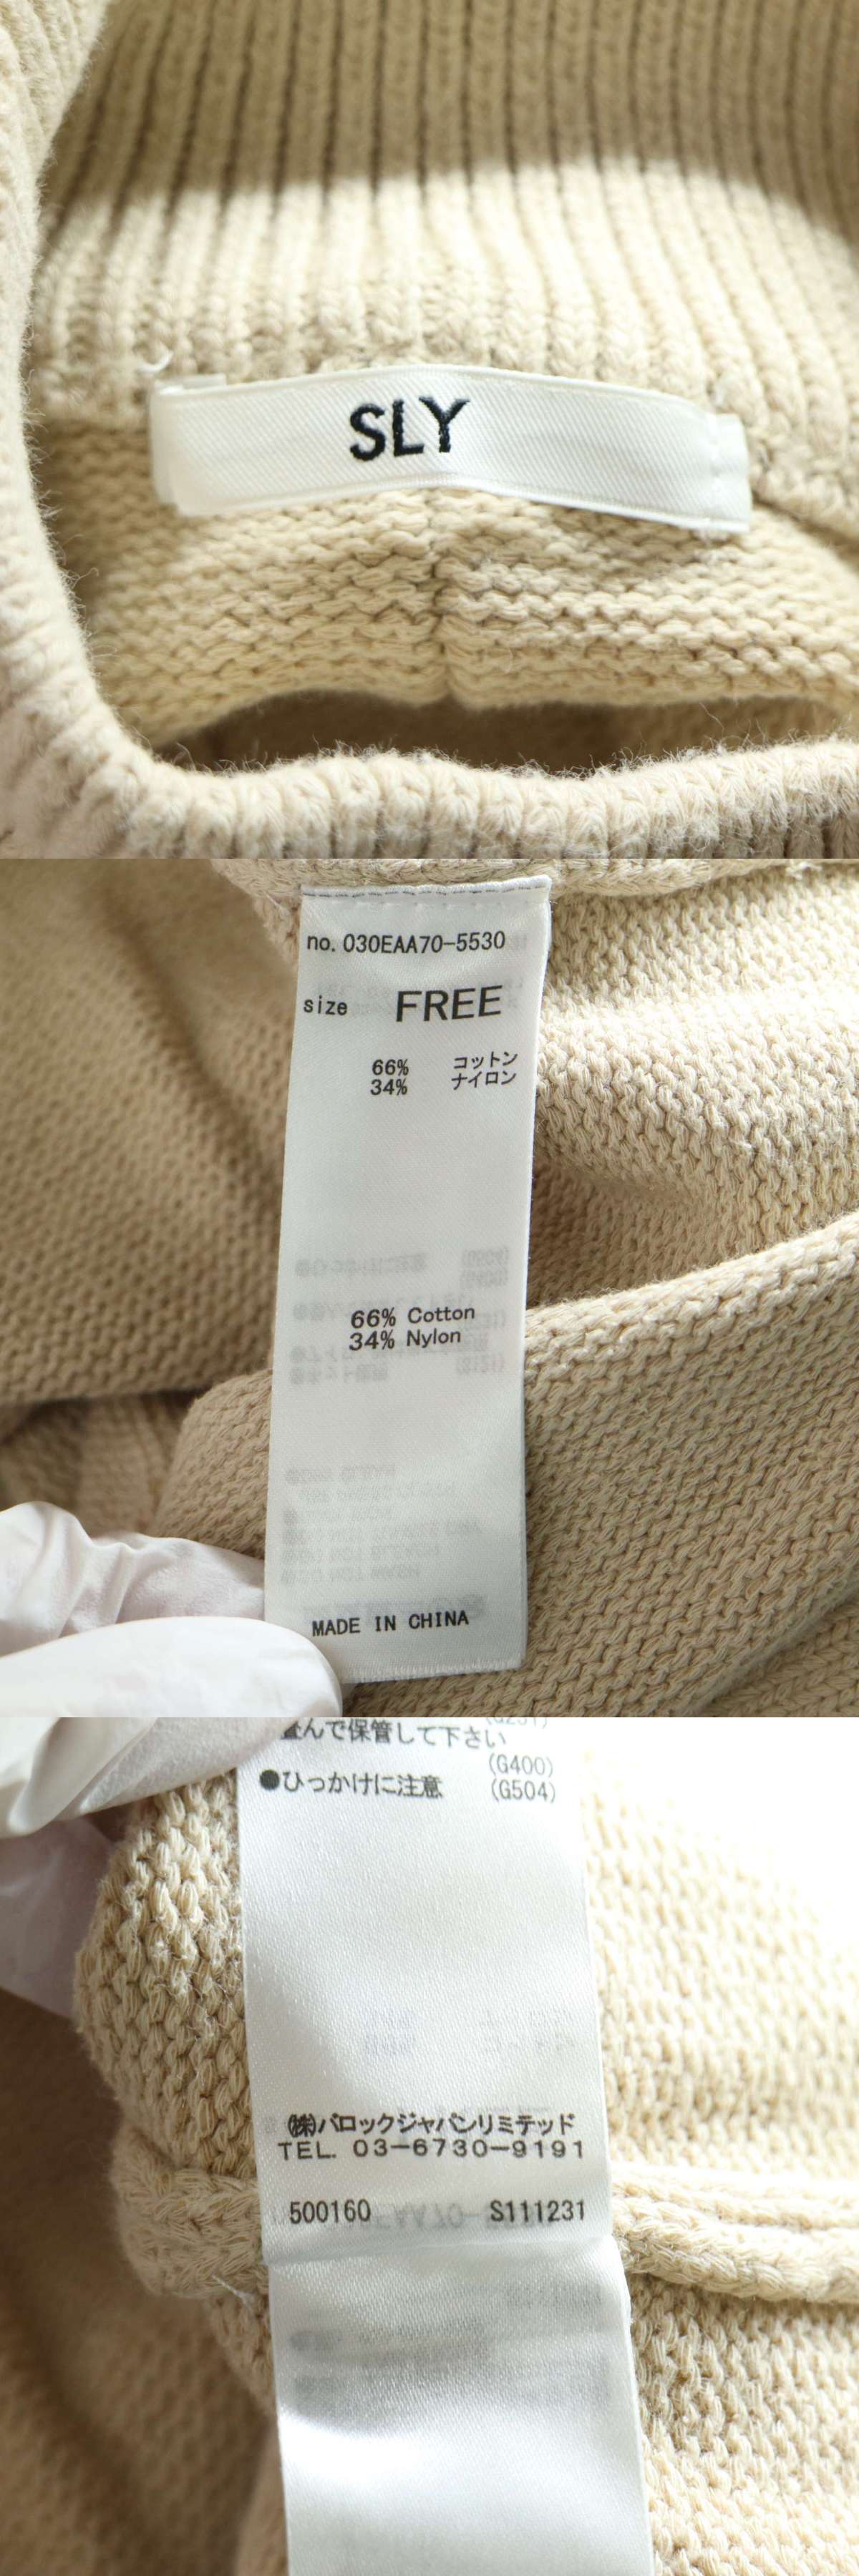 SLY
no. 030EAA70-5530
size FREE
66% コットン
34% ナイロン
66% Cotton
34% Nylon
MADE IN CHINA
畳んで保管して下さい
(G400)
●ひっかけに注意 (G504)
(株)バロックジャパンリミテッド
TEL. 03-6730-9191
500160 S111231